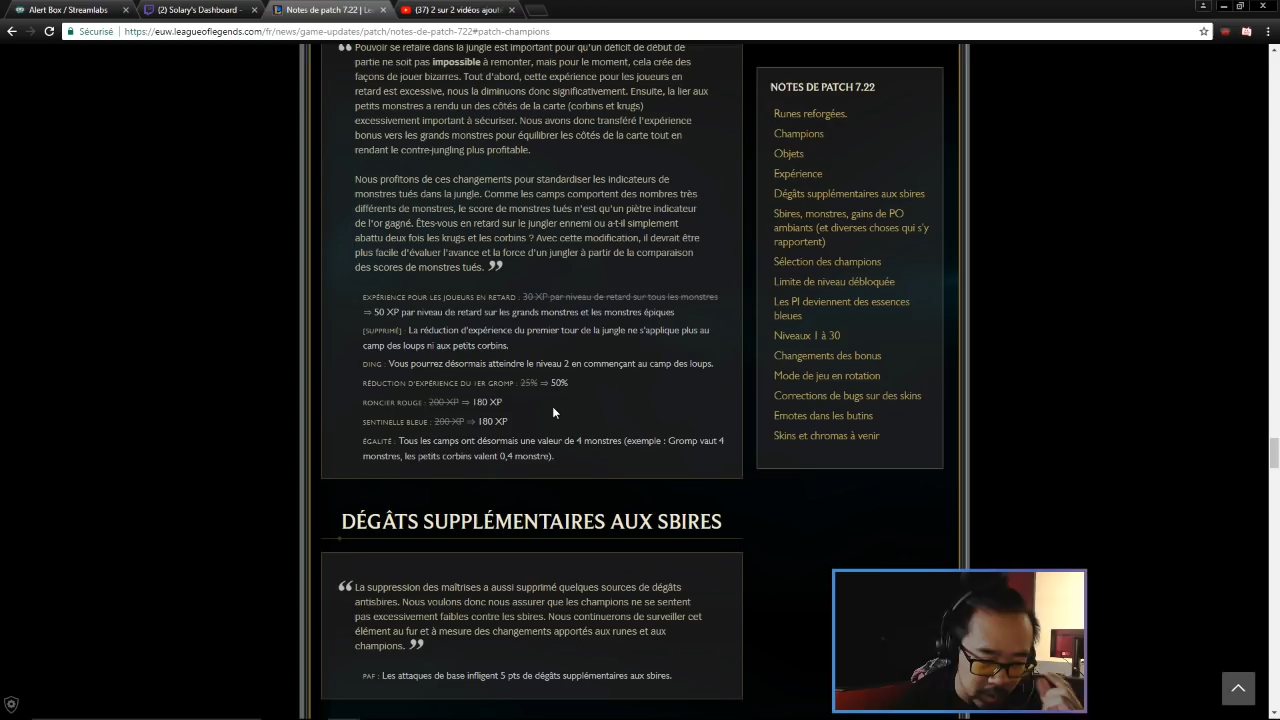 Alert Box / Streamlabs
(2) Solary's Dashboard -
Notes de patch 7.22 | Le
(37) 2 sur 2 vidéos ajout
Sécurisé
https://euw.leagueoflegends.com/fr/news/game-updates/patch/notes-de-patch-722#patch-champions
Pouvoir se refaire dans la jungle est important pour qu'un déficit de début de
partie ne soit pas impossible à remonter, mais pour le moment, cela crée des
façons de jouer bizarres. Tout d'abord, cette expérience pour les joueurs en
retard est excessive, nous la diminuons donc significativement. Ensuite, la lier aux
petits monstres a rendu un des côtés de la carte (corbins et krugs)
excessivement important à sécuriser. Nous avons donc transféré l'expérience
bonus vers les grands monstres pour équilibrer les côtés de la carte tout en
rendant le contre-jungling plus profitable.
Nous profitons de ces changements pour standardiser les indicateurs de
monstres tués dans la jungle. Comme les camps comportent des nombres très
différents de monstres, le score de monstres tués n'est qu'un piètre indicateur
de l'or gagné. Êtes-vous en retard sur le jungler ennemi ou a-t-il simplement
abattu deux fois les krugs et les corbins ? Avec cette modification, il devrait être
plus facile d'évaluer l'avance et la force d'un jungler à partir de la comparaison
des scores de monstres tués.
EXPÉRIENCE POUR LES JOUEURS EN RETARD : 30 XP par niveau de retard sur tous les monstres
⇒ 50 XP par niveau de retard sur les grands monstres et les monstres épiques
[SUPPRIMÉ] : La réduction d'expérience du premier tour de la jungle ne s'applique plus au
camp des loups ni aux petits corbins.
DING : Vous pourrez désormais atteindre le niveau 2 en commençant au camp des loups.
RÉDUCTION D'EXPÉRIENCE DU 1ER GROMP : 25% ⇒ 50%
RONCIER ROUGE : 200 XP ⇒ 180 XP
SENTINELLE BLEUE : 200 XP ⇒ 180 XP
ÉGALITÉ : Tous les camps ont désormais une valeur de 4 monstres (exemple : Gromp vaut 4
monstres, les petits corbins valent 0,4 monstre).
DÉGÂTS SUPPLÉMENTAIRES AUX SBIRES
La suppression des maîtrises a aussi supprimé quelques sources de dégâts
antisbires. Nous voulons donc nous assurer que les champions ne se sentent
pas excessivement faibles contre les sbires. Nous continuerons de surveiller cet
élément au fur et à mesure des changements apportés aux runes et aux
champions.
PAF : Les attaques de base infligent 5 pts de dégâts supplémentaires aux sbires.
NOTES DE PATCH 7.22
Runes reforgées.
Champions
Objets
Expérience
Dégâts supplémentaires aux sbires
Sbires, monstres, gains de PO
ambiants (et diverses choses qui s'y
rapportent)
Sélection des champions
Limite de niveau débloquée
Les PI deviennent des essences
bleues
Niveaux 1 à 30
Changements des bonus
Mode de jeu en rotation
Corrections de bugs sur des skins
Emotes dans les butins
Skins et chromas à venir